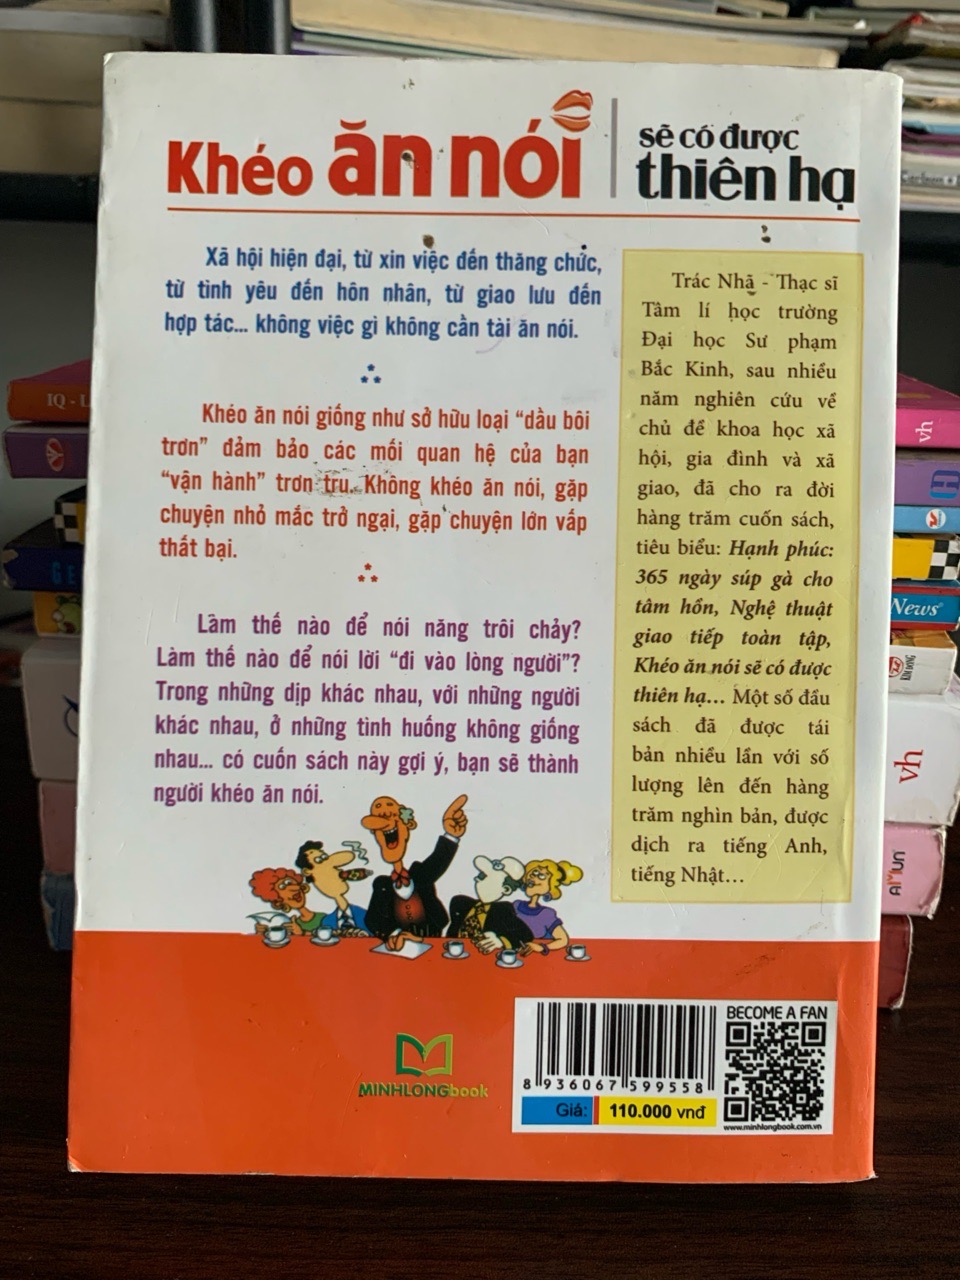 Khéo ăn nói
sẽ có được
thiên hạ
Xã hội hiện đại, từ xin việc đến thăng chức,
từ tình yêu đến hôn nhân, từ giao lưu đến
hợp tác... không việc gì không cần tài ăn nói.
Khéo ăn nói giống như sở hữu loại “dầu bôi
trơn” đảm bảo các mối quan hệ của bạn
“vận hành” trơn tru. Không khéo ăn nói, gặp
chuyện nhỏ mắc trở ngại, gặp chuyện lớn vấp
thất bại.
Làm thế nào để nói năng trôi chảy?
Làm thế nào để nói lời “đi vào lòng người”?
Trong những dịp khác nhau, với những người
khác nhau, ở những tình huống không giống
nhau... có cuốn sách này gợi ý, bạn sẽ thành
người khéo ăn nói.
Trác Nhã - Thạc sĩ
Tâm lí học trường
Đại học Sư phạm
Bắc Kinh, sau nhiều
năm nghiên cứu về
chủ đề khoa học xã
hội, gia đình và xã
giao, đã cho ra đời
hàng trăm cuốn sách,
tiêu biểu: Hạnh phúc:
365 ngày súp gà cho
tâm hồn, Nghệ thuật
giao tiếp toàn tập,
Khéo ăn nói sẽ có được
thiên hạ... Một số đầu
sách đã được tái
bản nhiều lần với số
lượng lên đến hàng
trăm nghìn bản, được
dịch ra tiếng Anh,
tiếng Nhật...
MINHLONGbook
8 936067 599558
Giá: 110.000 vnđ
BECOME A FAN
www.minhlongbook.com.vn
IQ -
vh
News
KIM ĐỒNG
vh
AMUN